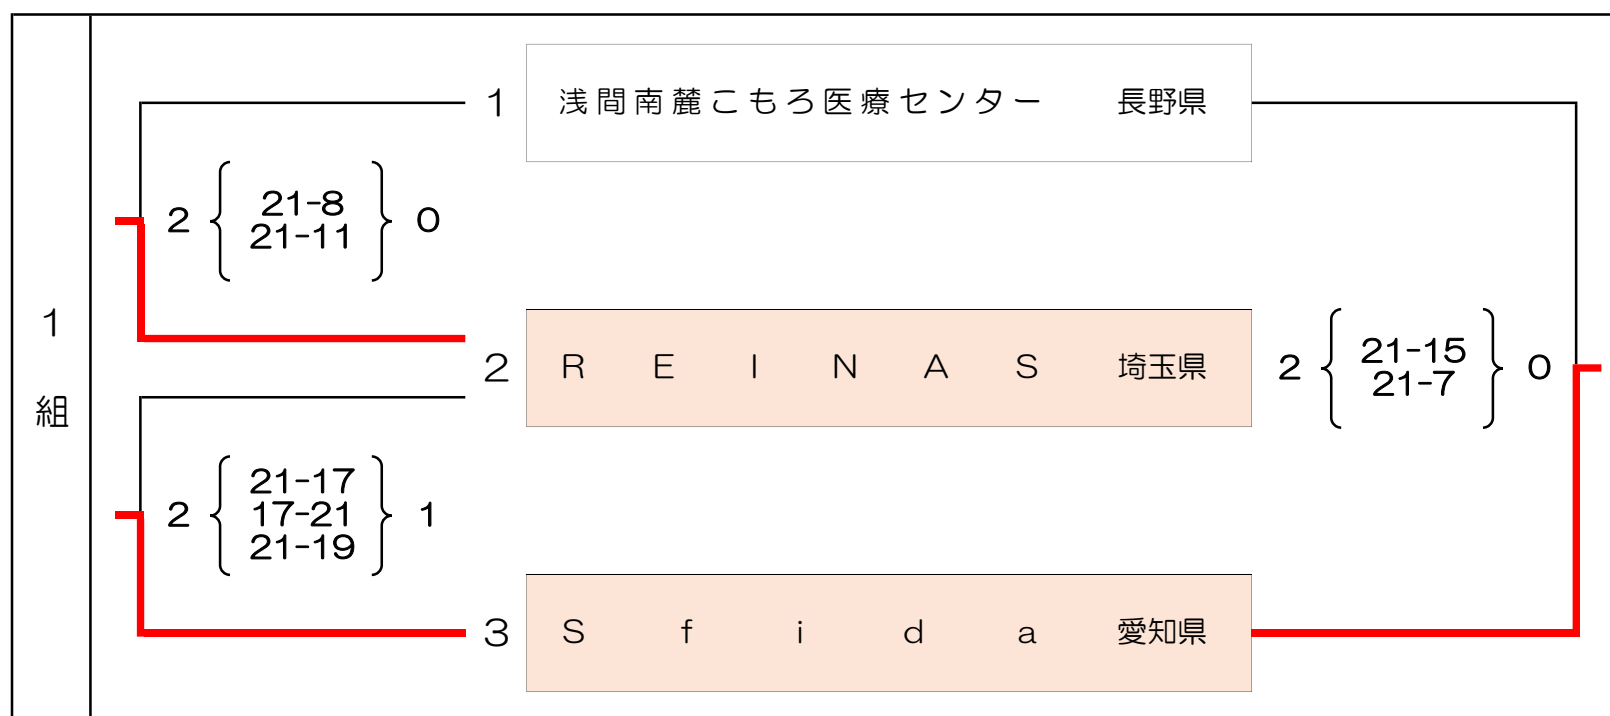 1組
1 浅間南麓こもろ医療センター 長野県
2 { 21-8 21-11 } 0
2 REINAS 埼玉県
2 { 21-15 21-7 } 0
2 { 21-17 17-21 21-19 } 1
3 Sfida 愛知県